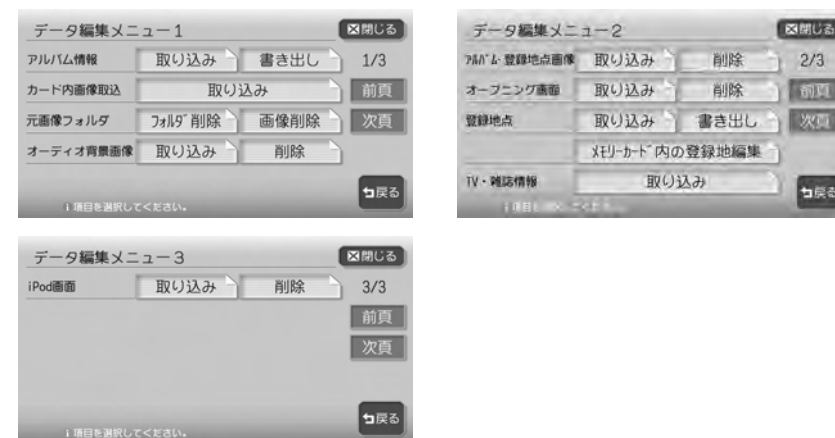 データ編集メニュー1
閉じる
アルバム情報 取り込み 書き出し 1/3
カード内画像取込 取り込み 前頁
元画像フォルダ ﾌｫﾙﾀﾞ削除 画像削除 次頁
オーディオ背景画像 取り込み 削除
戻る
項目を選択してください。
データ編集メニュー2
閉じる
ｱﾙﾊﾞﾑ･登録地点画像 取り込み 削除 2/3
オープニング画面 取り込み 削除 前頁
登録地点 取り込み 書き出し 次頁
ﾒﾓﾘｰｶｰﾄﾞ内の登録地編集
TV・雑誌情報 取り込み
戻る
データ編集メニュー3
閉じる
iPod画面 取り込み 削除 3/3
前頁
次頁
戻る
項目を選択してください。